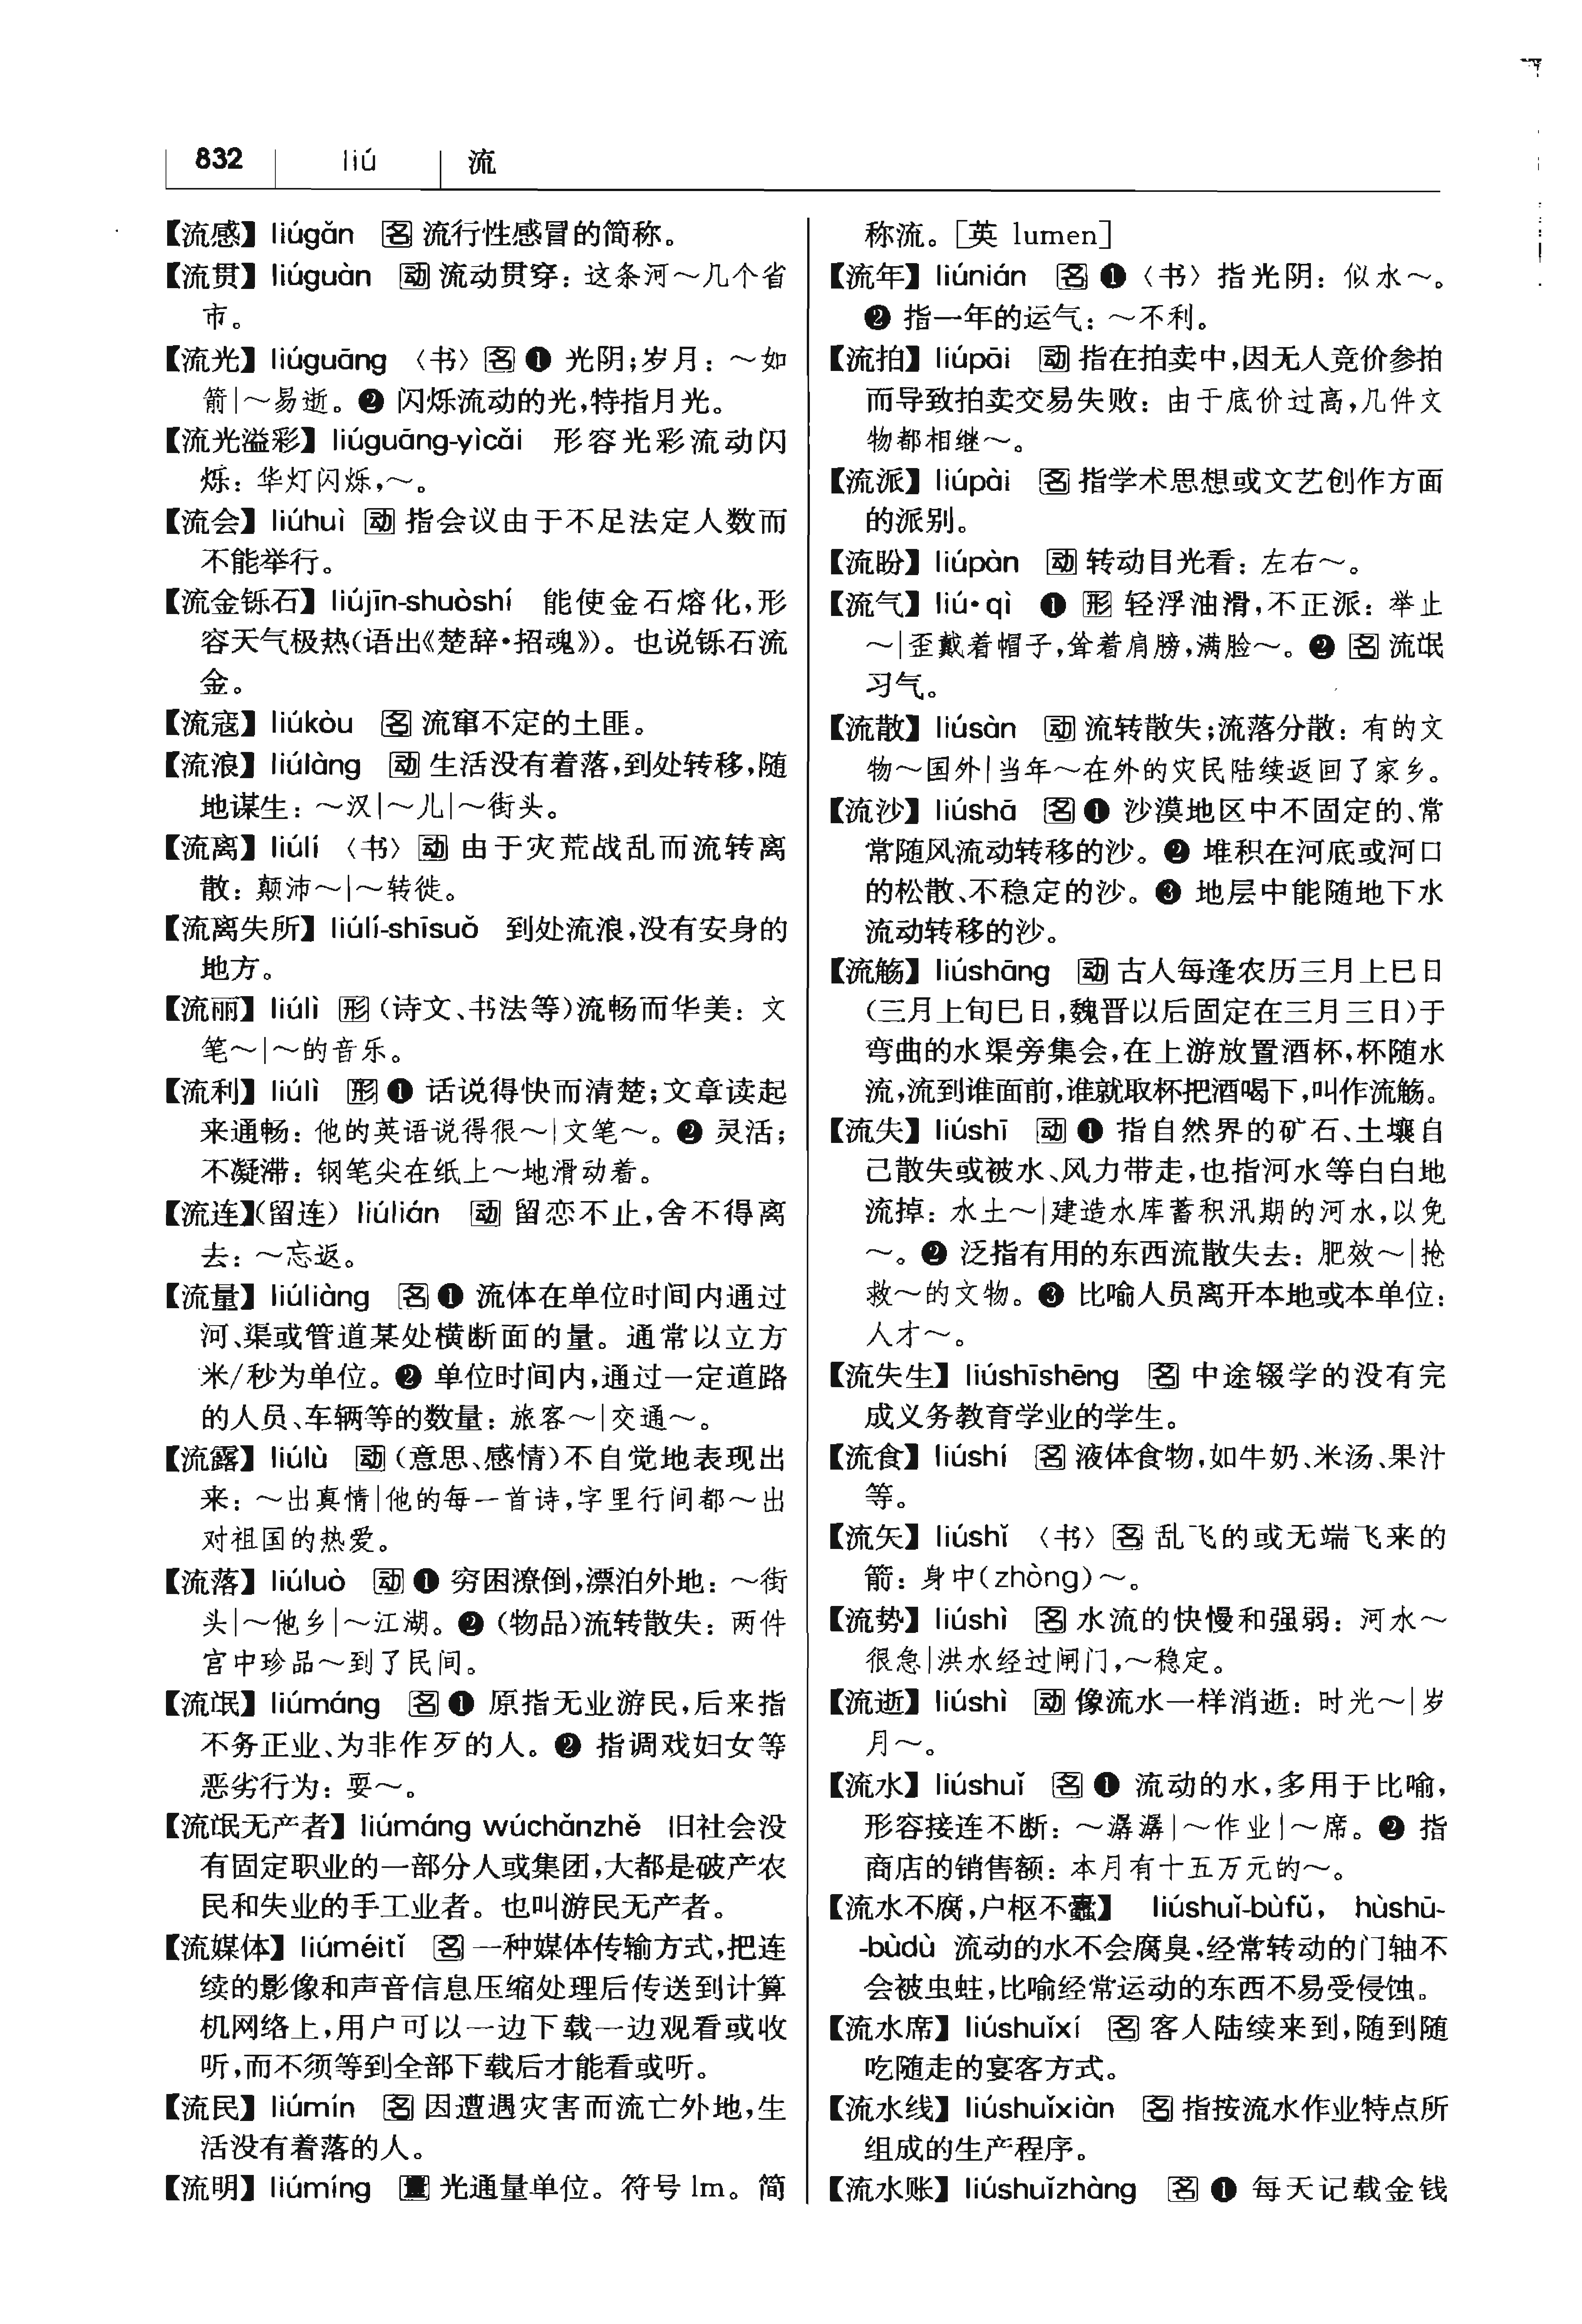 832 liú 流
【流感】liúgǎn 名 流行性感冒的简称。
【流贯】liúguàn 动 流动贯穿：这条河～几个省
市。
【流光】liúguāng〈书〉名 ❶ 光阴；岁月：～如
箭|～易逝。❷ 闪烁流动的光，特指月光。
【流光溢彩】liúguāng-yìcǎi 形容光彩流动闪
烁：华灯闪烁，～。
【流会】liúhuì 动 指会议由于不足法定人数而
不能举行。
【流金铄石】liújīn-shuòshí 能使金石熔化，形
容天气极热（语出《楚辞·招魂》）。也说铄石流
金。
【流寇】liúkòu 名 流窜不定的土匪。
【流浪】liúlàng 动 生活没有着落，到处转移，随
地谋生：～汉|～儿|～街头。
【流离】liúlí〈书〉动 由于灾荒战乱而流转离
散：颠沛～|～转徙。
【流离失所】liúlí-shīsuǒ 到处流浪，没有安身的
地方。
【流丽】liúlì 形（诗文、书法等）流畅而华美：文
笔～|～的音乐。
【流利】liúlì 形 ❶ 话说得快而清楚；文章读起
来通畅：他的英语说得很～|文笔～。❷ 灵活；
不凝滞：钢笔尖在纸上～地滑动着。
【流连】（留连）liúlián 动 留恋不止，舍不得离
去：～忘返。
【流量】liúliàng 名 ❶ 流体在单位时间内通过
河、渠或管道某处横断面的量。通常以立方
米/秒为单位。❷ 单位时间内，通过一定道路
的人员、车辆等的数量：旅客～|交通～。
【流露】liúlù 动（意思、感情）不自觉地表现出
来：～出真情|他的每一首诗，字里行间都～出
对祖国的热爱。
【流落】liúluò 动 ❶ 穷困潦倒，漂泊外地：～街
头|～他乡|～江湖。❷（物品）流转散失：两件
宫中珍品～到了民间。
【流氓】liúmáng 名 ❶ 原指无业游民，后来指
不务正业、为非作歹的人。❷ 指调戏妇女等
恶劣行为：耍～。
【流氓无产者】liúmáng wúchǎnzhě 旧社会没
有固定职业的一部分人或集团，大都是破产农
民和失业的手工业者。也叫游民无产者。
【流媒体】liúméitǐ 名 一种媒体传输方式，把连
续的影像和声音信息压缩处理后传送到计算
机网络上，用户可以一边下载一边观看或收
听，而不须等到全部下载后才能看或听。
【流民】liúmín 名 因遭遇灾害而流亡外地，生
活没有着落的人。
【流明】liúmíng 量 光通量单位。符号 lm。简
称流。［英 lumen］
【流年】liúnián 名 ❶〈书〉指光阴：似水～。
❷ 指一年的运气：～不利。
【流拍】liúpāi 动 指在拍卖中，因无人竞价参拍
而导致拍卖交易失败：由于底价过高，几件文
物都相继～。
【流派】liúpài 名 指学术思想或文艺创作方面
的派别。
【流盼】liúpàn 动 转动目光看：左右～。
【流气】liú·qì ❶ 形 轻浮油滑，不正派：举止
～|歪戴着帽子，耸着肩膀，满脸～。❷ 名 流氓
习气。
【流散】liúsàn 动 流转散失；流落分散：有的文
物～国外|当年～在外的灾民陆续返回了家乡。
【流沙】liúshā 名 ❶ 沙漠地区中不固定的、常
常随风流动转移的沙。❷ 堆积在河底或河口
的松散、不稳定的沙。❸ 地层中能随地下水
流动转移的沙。
【流觞】liúshāng 动 古人每逢农历三月上巳日
（三月上旬巳日，魏晋以后固定在三月三日）于
弯曲的水渠旁集会，在上游放置酒杯，杯随水
流，流到谁面前，谁就取杯把酒喝下，叫作流觞。
【流失】liúshī 动 ❶ 指自然界的矿石、土壤自
己散失或被水、风力带走，也指河水等白白地
流掉：水土～|建造水库蓄积汛期的河水，以免
～。❷ 泛指有用的东西流散失去：肥效～|抢
救～的文物。❸ 比喻人员离开本地或本单位：
人才～。
【流失生】liúshīshēng 名 中途辍学的没有完
成义务教育学业的学生。
【流食】liúshí 名 液体食物，如牛奶、米汤、果汁
等。
【流矢】liúshǐ〈书〉名 乱飞的或无端飞来的
箭：身中(zhòng)～。
【流势】liúshì 名 水流的快慢和强弱：河水～
很急|洪水经过闸门，～稳定。
【流逝】liúshì 动 像流水一样消逝：时光～|岁
月～。
【流水】liúshuǐ 名 ❶ 流动的水，多用于比喻，
形容接连不断：～潺潺|～作业|～席。❷ 指
商店的销售额：本月有十五万元的～。
【流水不腐，户枢不蠹】 liúshuǐ-bùfǔ，hùshū-
-bùdù 流动的水不会腐臭，经常转动的门轴不
会被虫蛀，比喻经常运动的东西不易受侵蚀。
【流水席】liúshuǐxí 名 客人陆续来到，随到随
吃随走的宴客方式。
【流水线】liúshuǐxiàn 名 指按流水作业特点所
组成的生产程序。
【流水账】liúshuǐzhàng 名 ❶ 每天记载金钱